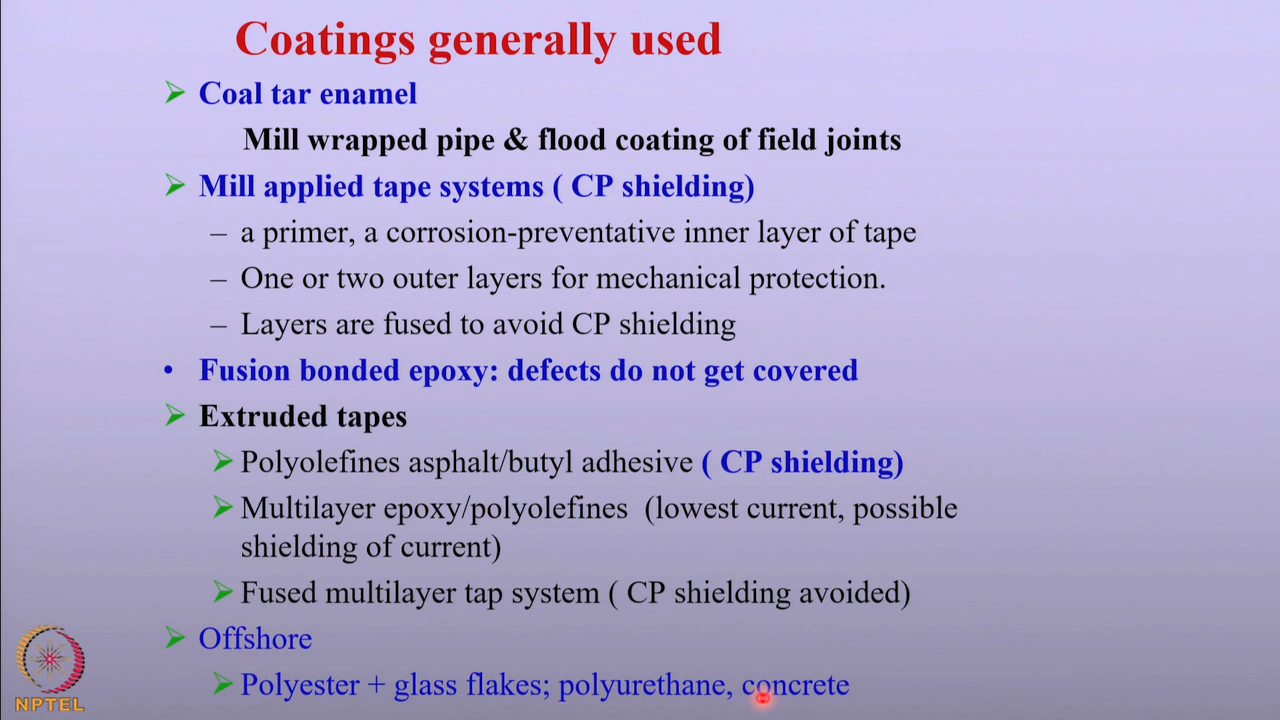 Coatings generally used
➢ Coal tar enamel
Mill wrapped pipe & flood coating of field joints
➢ Mill applied tape systems ( CP shielding)
– a primer, a corrosion-preventative inner layer of tape
– One or two outer layers for mechanical protection.
– Layers are fused to avoid CP shielding
• Fusion bonded epoxy: defects do not get covered
➢ Extruded tapes
➢ Polyolefines asphalt/butyl adhesive ( CP shielding)
➢ Multilayer epoxy/polyolefines (lowest current, possible
shielding of current)
➢ Fused multilayer tap system ( CP shielding avoided)
➢ Offshore
➢ Polyester + glass flakes; polyurethane, concrete
NPTEL